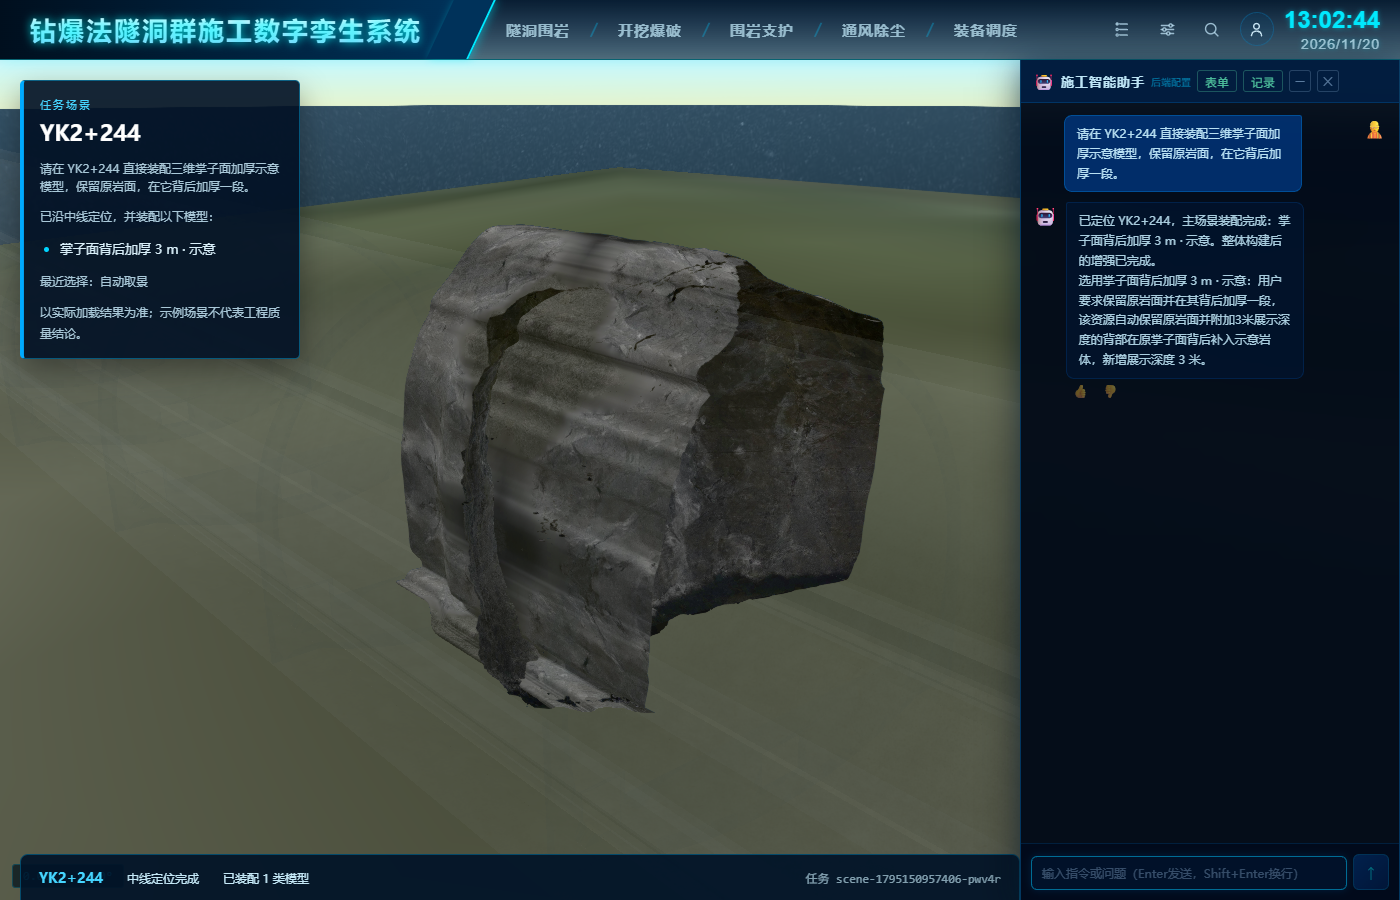 钻爆法隧洞群施工数字孪生系统
隧洞围岩 / 开挖爆破 / 围岩支护 / 通风除尘 / 装备调度
13:02:44
2026/11/20
任务场景
YK2+244
请在 YK2+244 直接装配三维掌子面加厚示意
模型，保留原岩面，在它背后加厚一段。
已沿中线定位，并装配以下模型：
掌子面背后加厚 3 m · 示意
最近选择：自动取景
以实际加载结果为准；示例场景不代表工程质
量结论。
施工智能助手 后端配置 表单 记录
请在 YK2+244 直接装配三维掌子面加
厚示意模型，保留原岩面，在它背后加
厚一段。
已定位 YK2+244，主场景装配完成：掌
子面背后加厚 3 m · 示意。整体构建后
的增强已完成。
选用掌子面背后加厚 3 m · 示意：用户
要求保留原岩面并在其背后加厚一段，
该资源自动保留原岩面并附加3米展示深
度的背部在原掌子面背后补入示意岩
体，新增展示深度 3 米。
YK2+244 中线定位完成 已装配 1 类模型
任务 scene-1795150957406-pwv4r
输入指令或问题（Enter发送，Shift+Enter换行）